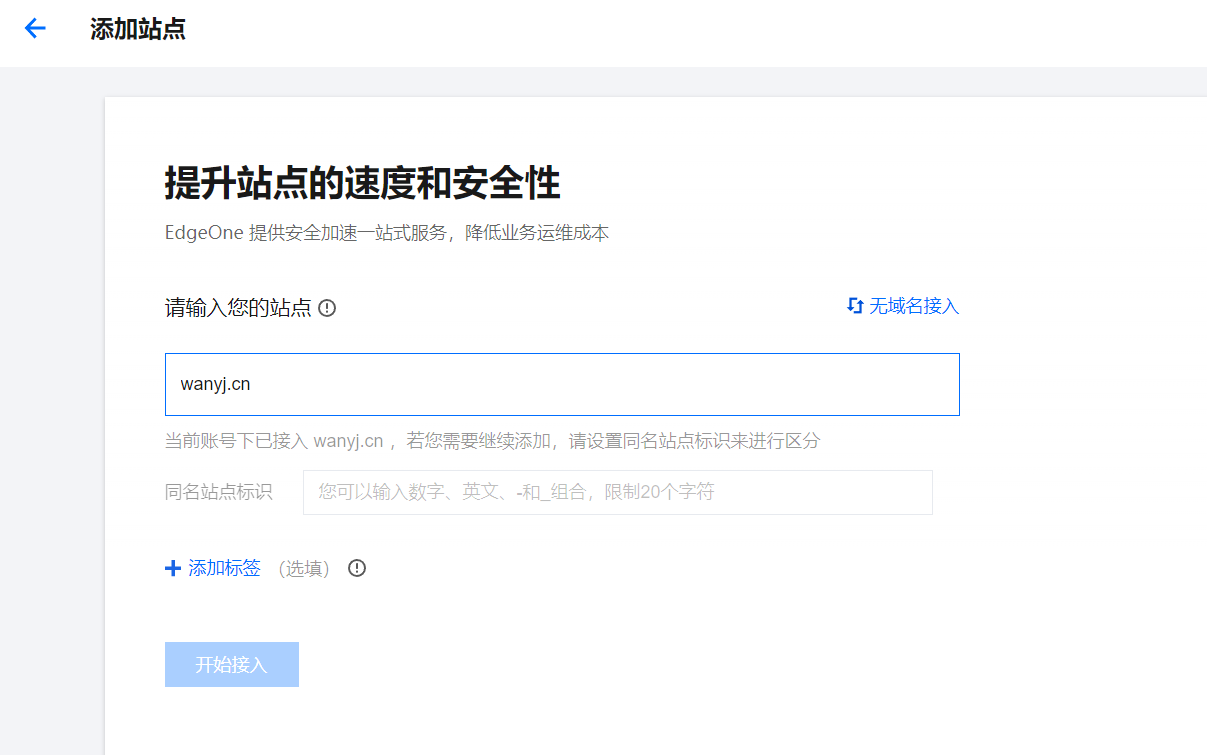 添加站点
提升站点的速度和安全性
EdgeOne 提供安全加速一站式服务，降低业务运维成本
请输入您的站点
无域名接入
wanyj.cn
当前账号下已接入 wanyj.cn ，若您需要继续添加，请设置同名站点标识来进行区分
同名站点标识 您可以输入数字、英文、-和_组合，限制20个字符
添加标签 （选填）
开始接入